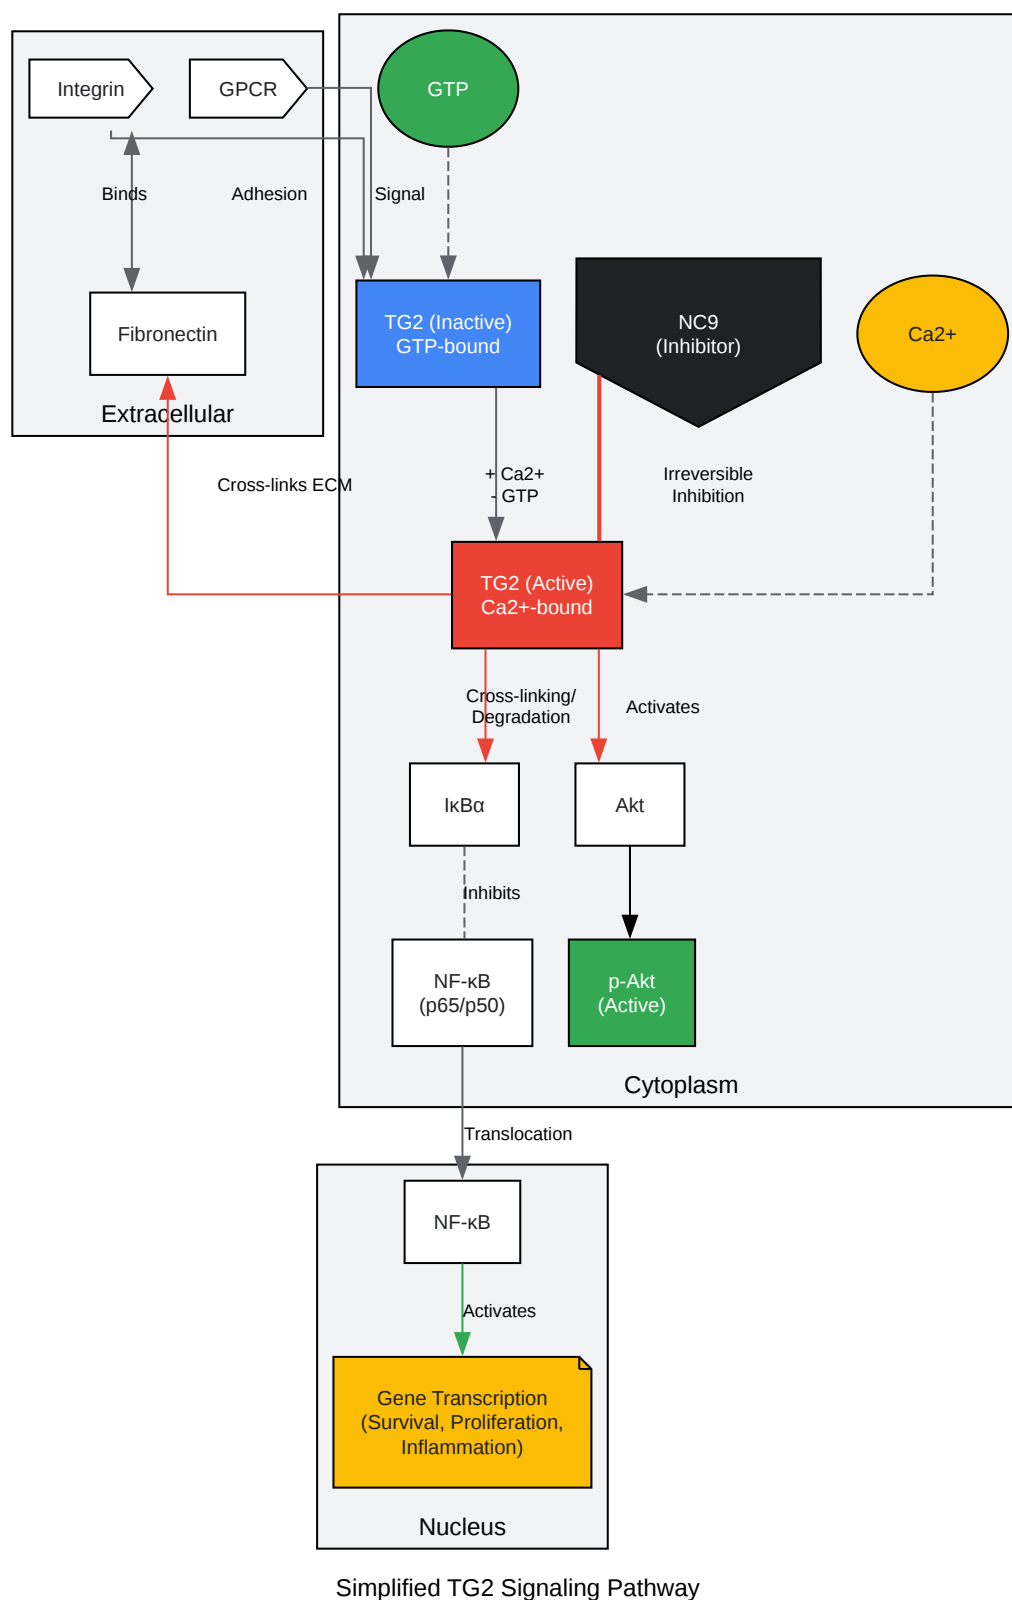 Integrin
GPCR
GTP
Binds
Adhesion
Signal
Fibronectin
Extracellular
TG2 (Inactive)
GTP-bound
NC9
(Inhibitor)
Ca2+
Cross-links ECM
+ Ca2+
- GTP
Irreversible
Inhibition
TG2 (Active)
Ca2+-bound
Cross-linking/
Degradation
Activates
IκBα
Akt
Inhibits
NF-κB
(p65/p50)
p-Akt
(Active)
Cytoplasm
Translocation
NF-κB
Activates
Gene Transcription
(Survival, Proliferation,
Inflammation)
Nucleus
Simplified TG2 Signaling Pathway